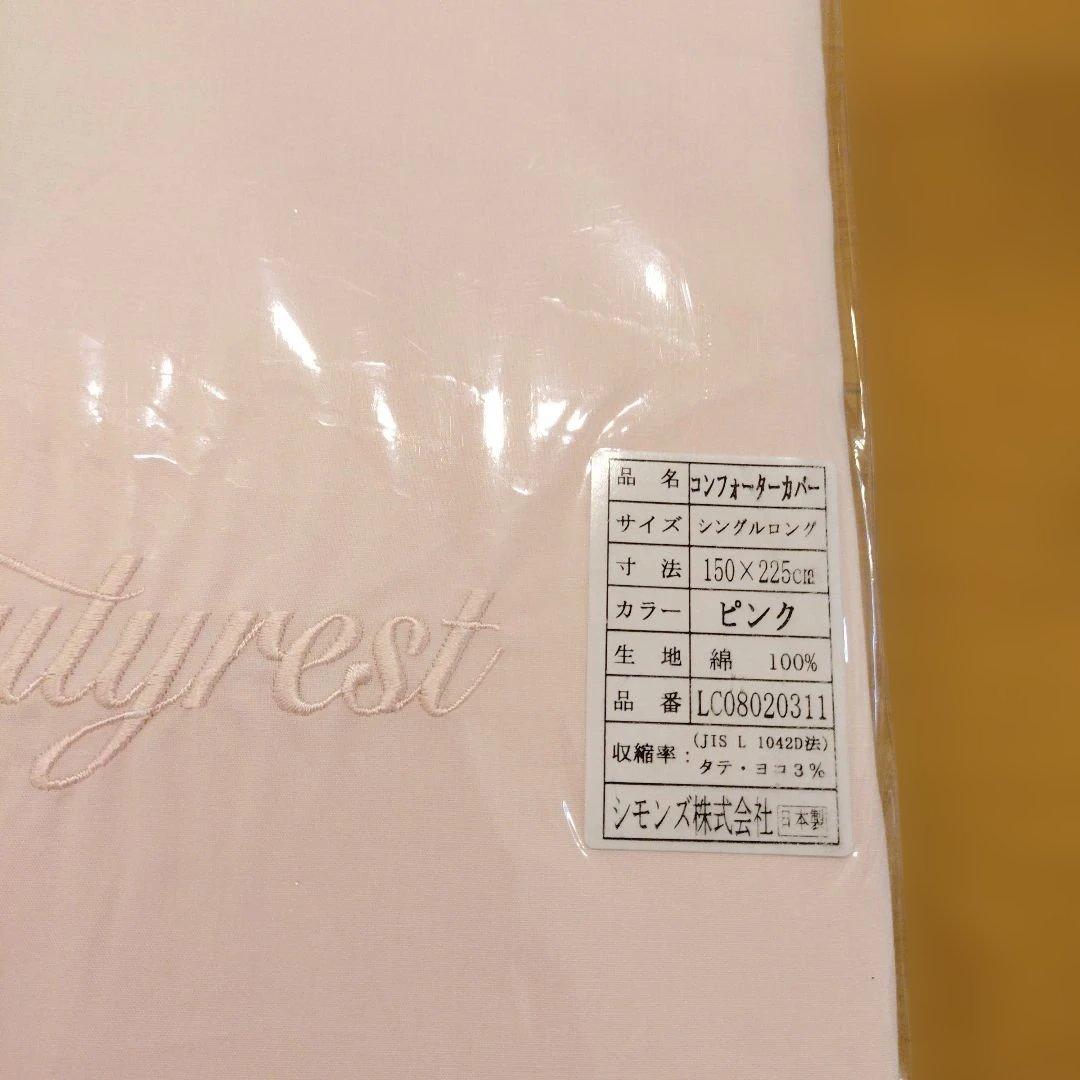 utyrest
品名 コンフォーターカバー
サイズ シングルロング
寸法 150×225cm
カラー ピンク
生地 綿 100%
品番 LC08020311
収縮率: (JIS L 1042D法)
タテ・ヨコ3%
シモンズ株式会社 日本製